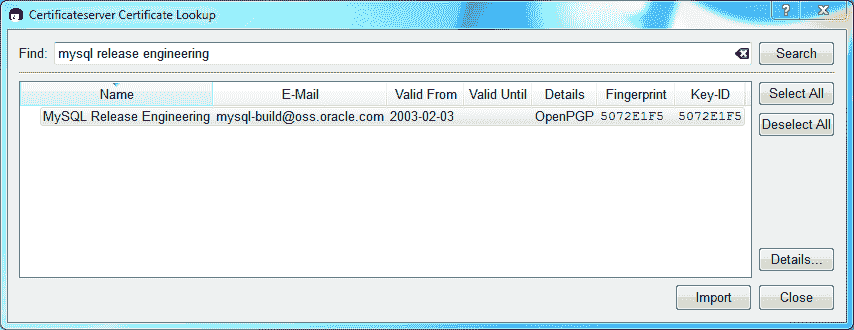 Certificateserver Certificate Lookup
Find: mysql release engineering Search
Name E-Mail Valid From Valid Until Details Fingerprint Key-ID Select All
MySQL Release Engineering mysql-build@oss.oracle.com 2003-02-03 OpenPGP 5072E1F5 5072E1F5
Deselect All
Details...
Import Close